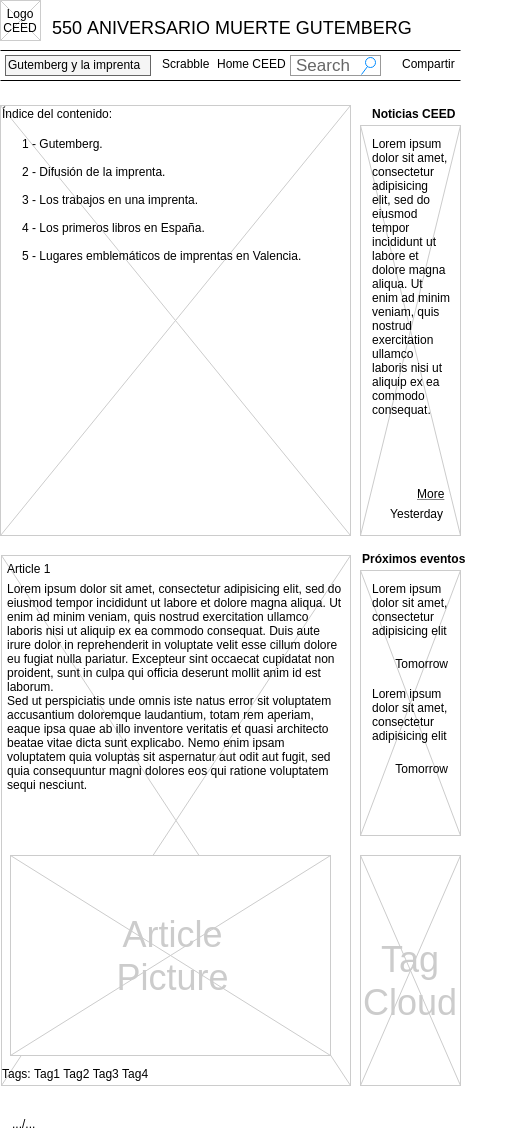 Logo
CEED
550 ANIVERSARIO MUERTE GUTEMBERG
Gutemberg y la imprenta
Scrabble
Home CEED
Search
Compartir
Índice del contenido:
1 - Gutemberg.
2 - Difusión de la imprenta.
3 - Los trabajos en una imprenta.
4 - Los primeros libros en España.
5 - Lugares emblemáticos de imprentas en Valencia.
Noticias CEED
Lorem ipsum
dolor sit amet,
consectetur
adipisicing
elit, sed do
eiusmod
tempor
incididunt ut
labore et
dolore magna
aliqua. Ut
enim ad minim
veniam, quis
nostrud
exercitation
ullamco
laboris nisi ut
aliquip ex ea
commodo
consequat.
More
Yesterday
Article 1
Lorem ipsum dolor sit amet, consectetur adipisicing elit, sed do
eiusmod tempor incididunt ut labore et dolore magna aliqua. Ut
enim ad minim veniam, quis nostrud exercitation ullamco
laboris nisi ut aliquip ex ea commodo consequat. Duis aute
irure dolor in reprehenderit in voluptate velit esse cillum dolore
eu fugiat nulla pariatur. Excepteur sint occaecat cupidatat non
proident, sunt in culpa qui officia deserunt mollit anim id est
laborum.
Sed ut perspiciatis unde omnis iste natus error sit voluptatem
accusantium doloremque laudantium, totam rem aperiam,
eaque ipsa quae ab illo inventore veritatis et quasi architecto
beatae vitae dicta sunt explicabo. Nemo enim ipsam
voluptatem quia voluptas sit aspernatur aut odit aut fugit, sed
quia consequuntur magni dolores eos qui ratione voluptatem
sequi nesciunt.
Article
Picture
Tags: Tag1 Tag2 Tag3 Tag4
Próximos eventos
Lorem ipsum
dolor sit amet,
consectetur
adipisicing elit
Tomorrow
Lorem ipsum
dolor sit amet,
consectetur
adipisicing elit
Tomorrow
Tag
Cloud
.../...